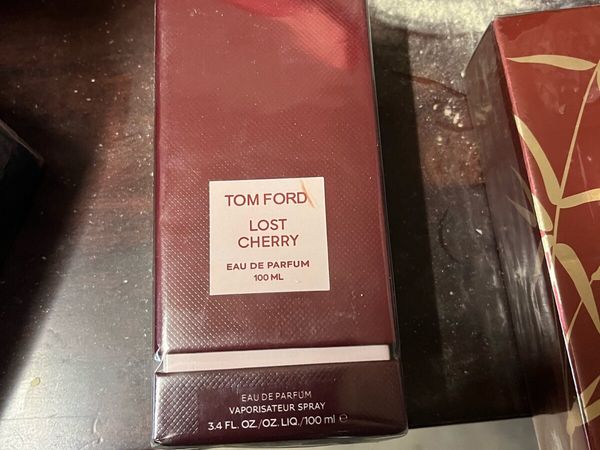 TOM FORD
LOST
CHERRY
EAU DE PARFUM
100 ML
EAU DE PARFUM
VAPORISATEUR SPRAY
3.4 FL. OZ./OZ. LIQ./100 ml ℮